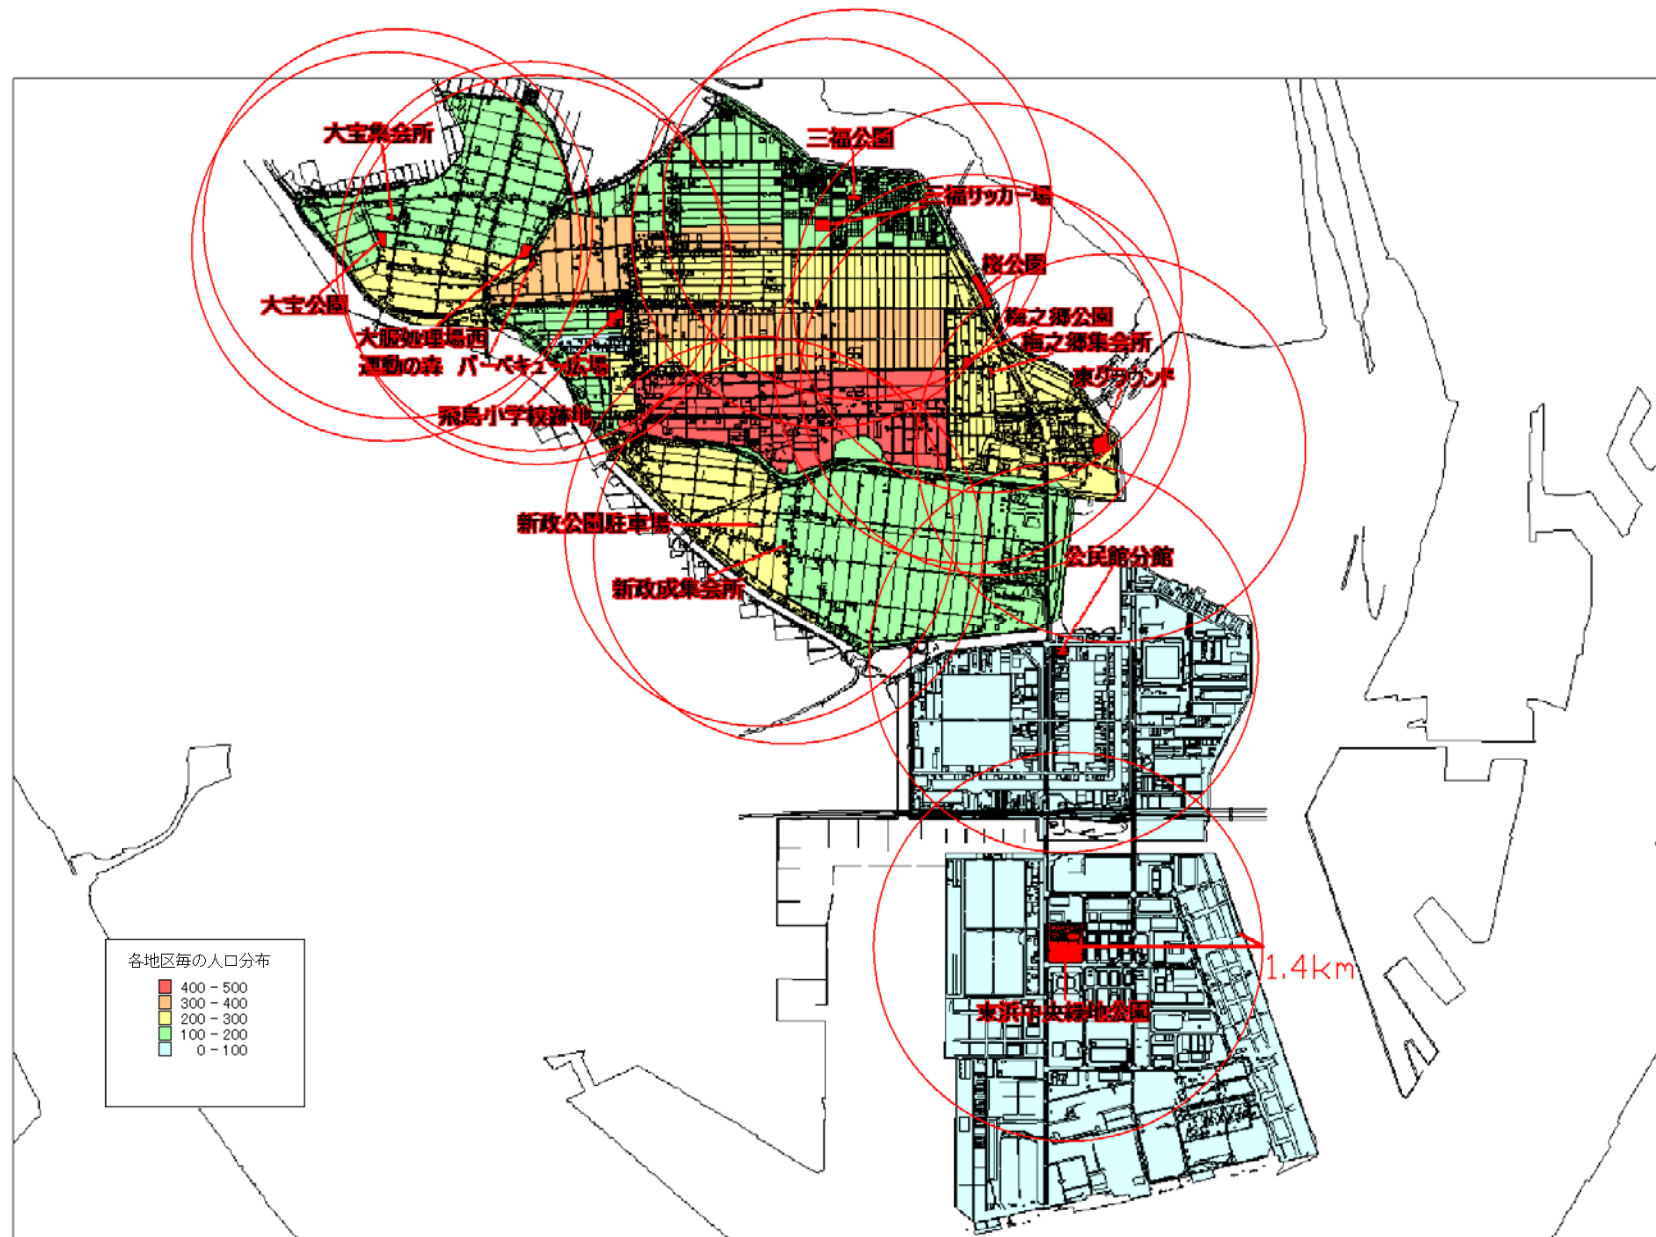 大宝集会所
三福公園
三福サッカー場
桜公園
大宝公園
梅之郷公園
大服処理場西
梅之郷集会所
運動の森 バーベキュー広場
東グラウンド
飛島小学校跡地
新政公園駐車場
公民館分館
新政成集会所
各地区毎の人口分布
400-500
300-400
200-300
100-200
0-100
1.4km
東浜中央緑地公園